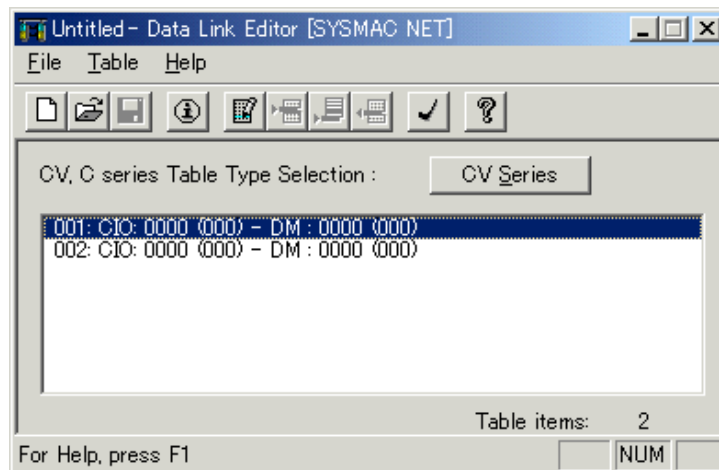 Untitled - Data Link Editor [SYSMAC NET]
File Table Help
CV, C series Table Type Selection : CV Series
001: CIO: 0000 (000) - DM : 0000 (000)
002: CIO: 0000 (000) - DM : 0000 (000)
Table items: 2
For Help, press F1 NUM